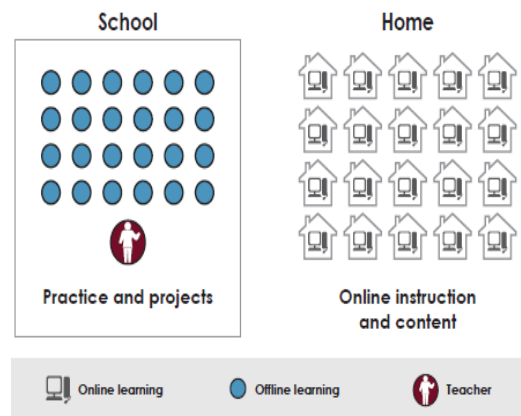 School
Home
Practice and projects
Online instruction
and content
Online learning
Offline learning
Teacher